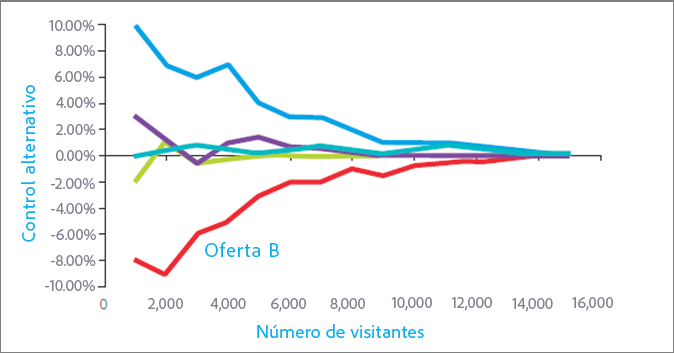 10.00%
8.00%
6.00%
4.00%
2.00%
0.00%
-2.00%
-4.00%
-6.00%
-8.00%
-10.00%
Control alternativo
Oferta B
0 2,000 4,000 6,000 8,000 10,000 12,000 14,000 16,000
Número de visitantes